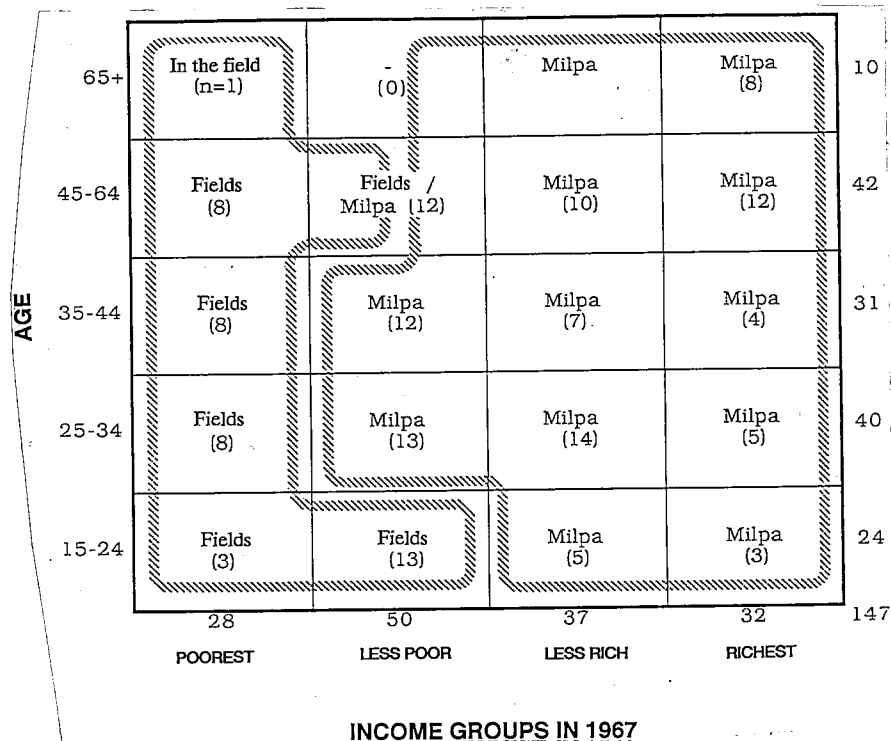 AGE
65+ In the field - Milpa Milpa 10
(n=1) (0) (8)
45-64 Fields Fields / Milpa Milpa 42
(8) Milpa (12) (10) (12)
35-44 Fields Milpa Milpa Milpa 31
(8) (12) (7) (4)
25-34 Fields Milpa Milpa Milpa 40
(8) (13) (14) (5)
15-24 Fields Fields Milpa Milpa 24
(3) (13) (5) (3)
28 50 37 32 147
POOREST LESS POOR LESS RICH RICHEST
INCOME GROUPS IN 1967